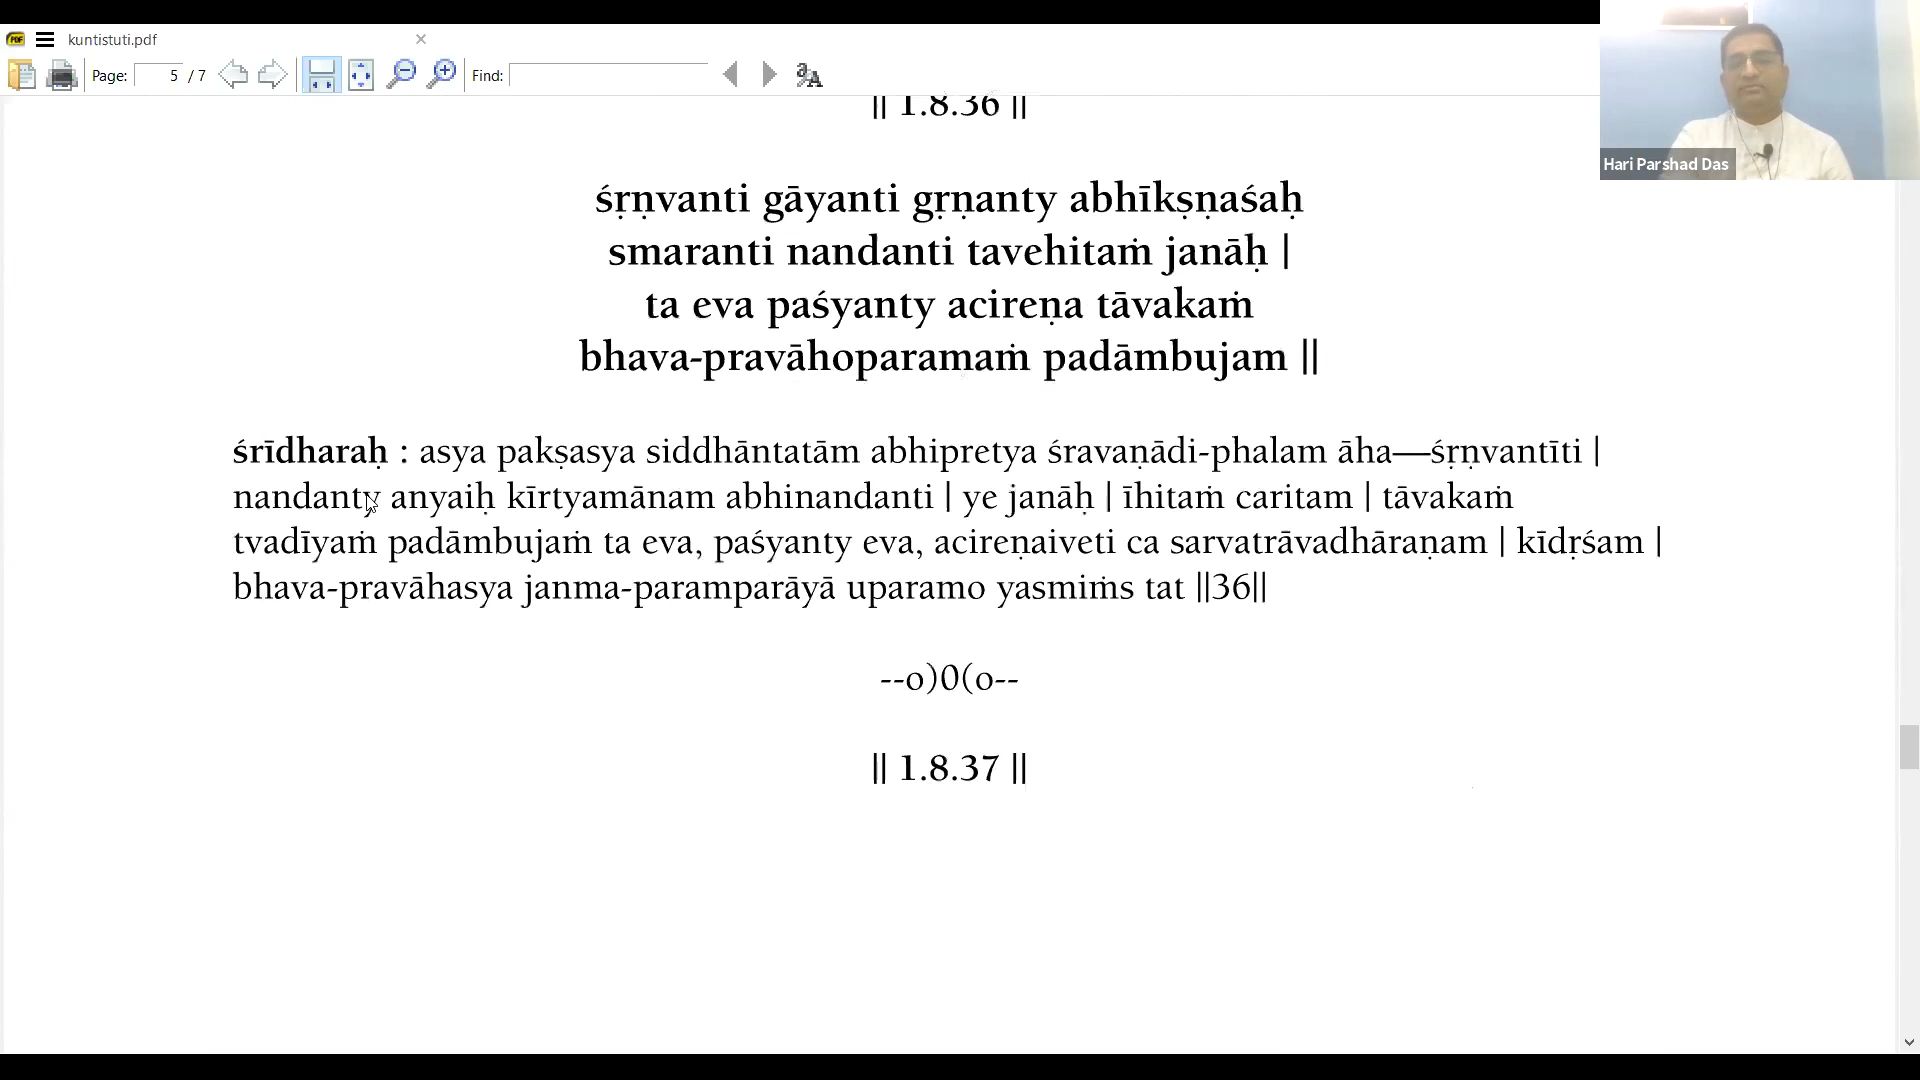 kuntistuti.pdf
Page: 5 / 7 Find:
|| 1.8.36 ||
Hari Parshad Das
śṛṇvanti gāyanti gṛṇanty abhīkṣṇaśaḥ
smaranti nandanti tavehitaṁ janāḥ |
ta eva paśyanty acireṇa tāvakaṁ
bhava-pravāhoparamaṁ padāmbujam ||
śrīdharaḥ : asya pakṣasya siddhāntatām abhipretya śravaṇādi-phalam āha—śṛṇvantīti |
nandanty anyaiḥ kīrtyamānam abhinandanti | ye janāḥ | īhitaṁ caritam | tāvakaṁ
tvadīyaṁ padāmbujaṁ ta eva, paśyanty eva, acireṇaiveti ca sarvatrāvadhāraṇam | kīdṛśam |
bhava-pravāhasya janma-paramparāyā uparamo yasmiṁs tat ||36||
--o)0(o--
|| 1.8.37 ||